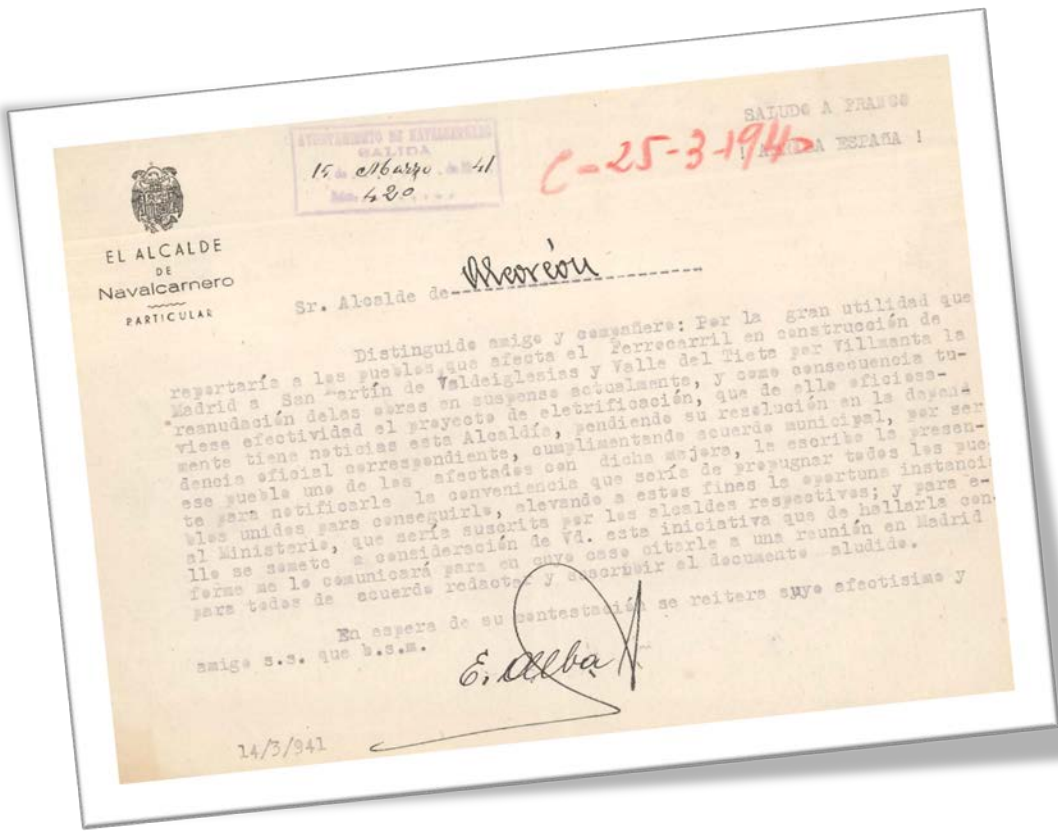 SALUDO A FRANCO
¡ ARRIBA ESPAÑA !
C-25-3-194
AYUNTAMIENTO DE NAVALCARNERO
SALIDA
15 de Marzo de 41
Núm. 420
EL ALCALDE
DE
Navalcarnero
PARTICULAR
Sr. Alcalde de Alcorcón
Distinguido amigo y compañero: Por la gran utilidad que
reportaría a los pueblos que afecta el Ferrocarril en construcción de
Madrid a San Martín de Valdeiglesias y Valle del Tieta por Villmanta la
reanudación delas obras en suspenso actualmente, y como consecuencia tu-
viese efectividad el proyecto de eletrificación, que de ello oficiosa-
mente tiene noticias esta Alcaldía, pendiendo su resolución en la depen-
dencia oficial correspondiente, cumplimentando acuerdo municipal, por ser
ese pueblo uno de los afectados con dicha mejora, le escribo la presen-
te para notificarle la conveniencia que sería de propugnar todos los pue-
blos unidos para conseguirlo, elevando a estos fines la oportuna instancia
al Ministerio, que sería suscrita por los alcaldes respectivos; y para e-
llo se somete a consideración de Vd. esta iniciativa que de hallarla con-
forme me lo comunicará para en cuyo caso citarle a una reunión en Madrid
para todos de acuerdo redactar y suscribir el documento aludido.
En espera de su contestación se reitera suyo afectísimo y
amigo s.s. que b.s.m.
E. Alba
14/3/941